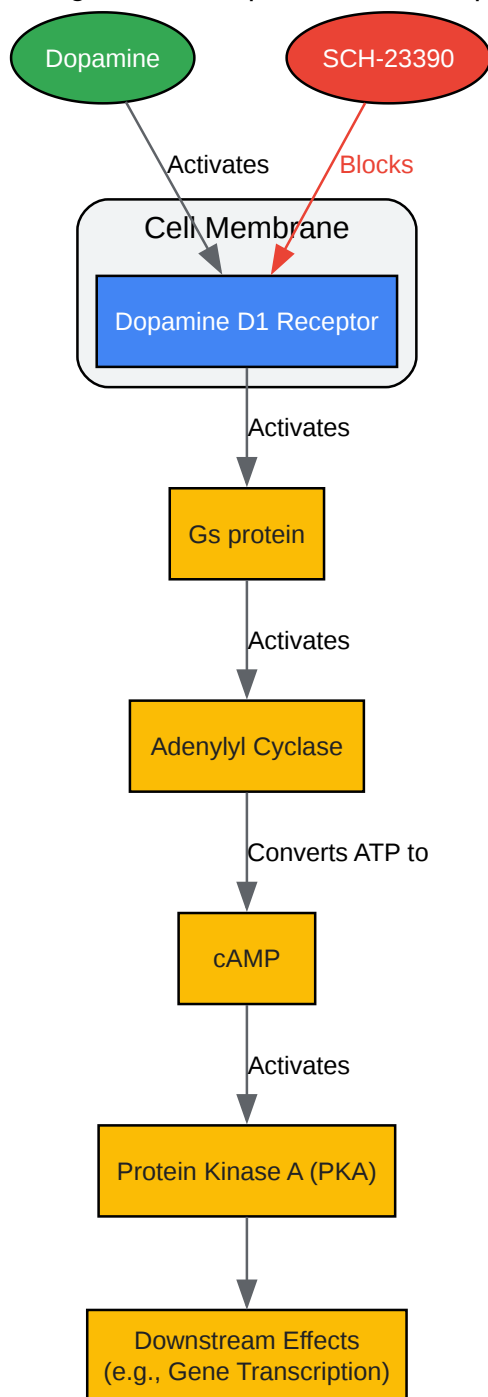 Dopamine
SCH-23390
Activates
Blocks
Cell Membrane
Dopamine D1 Receptor
Activates
Gs protein
Activates
Adenylyl Cyclase
Converts ATP to
cAMP
Activates
Protein Kinase A (PKA)
Downstream Effects
(e.g., Gene Transcription)